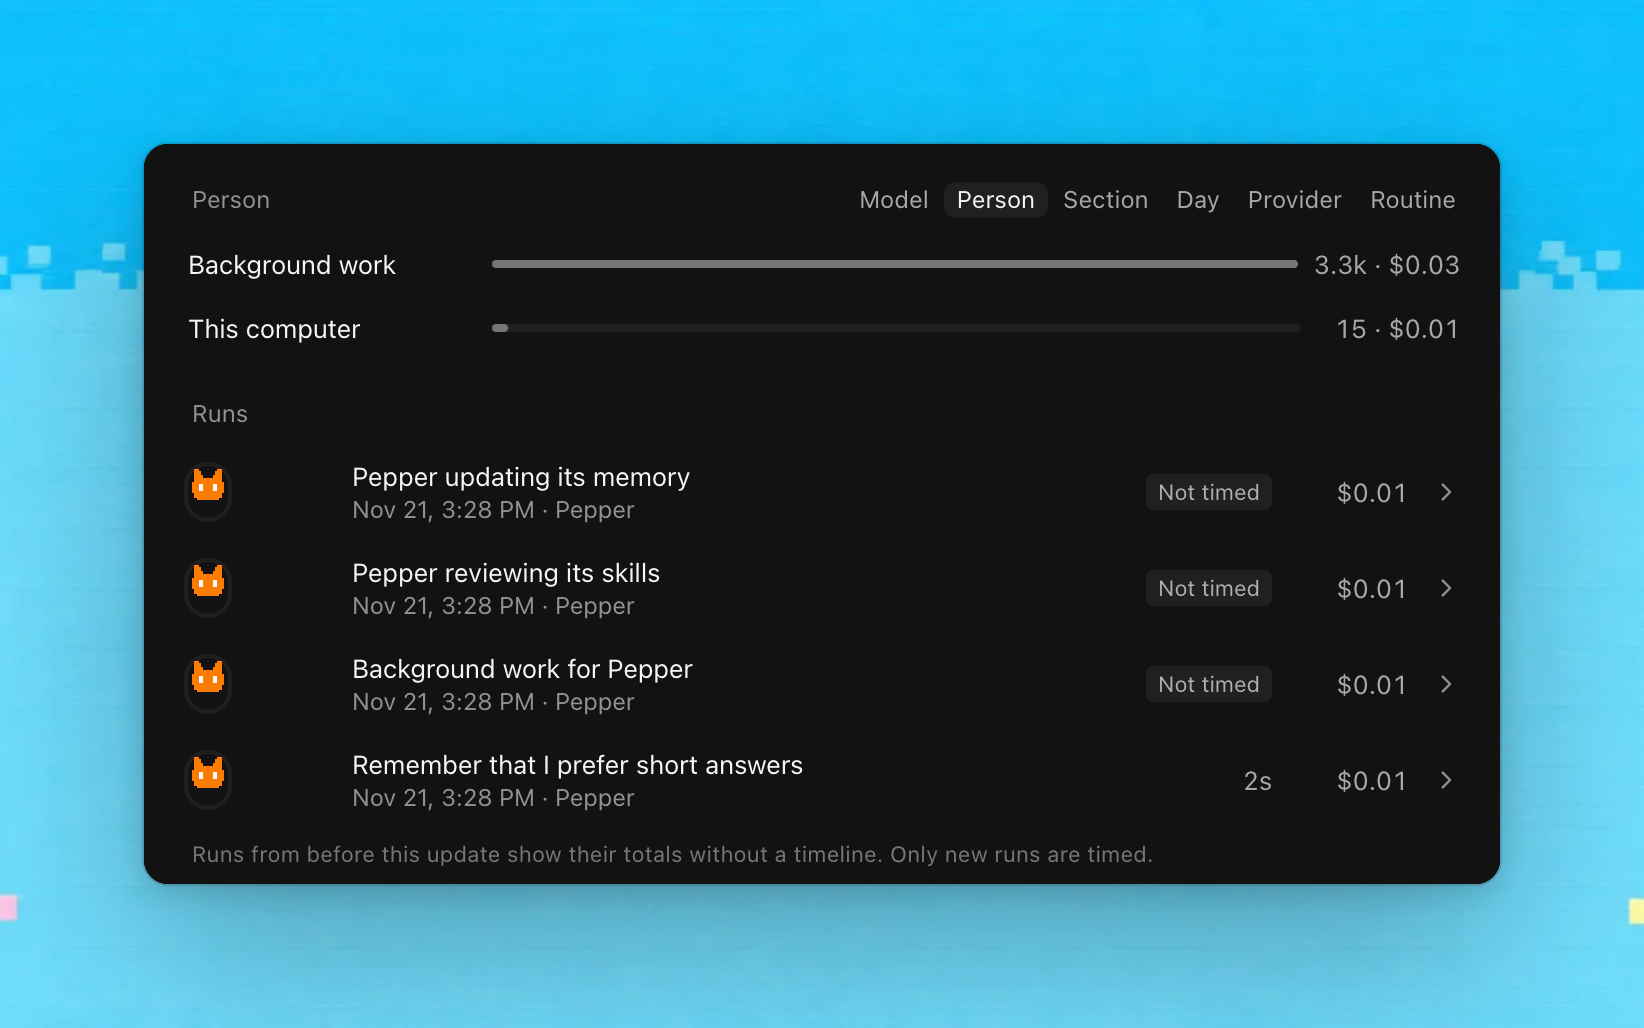 Person
Model Person Section Day Provider Routine
Background work 3.3k · $0.03
This computer 15 · $0.01
Runs
Pepper updating its memory
Nov 21, 3:28 PM · Pepper
Not timed $0.01
Pepper reviewing its skills
Nov 21, 3:28 PM · Pepper
Not timed $0.01
Background work for Pepper
Nov 21, 3:28 PM · Pepper
Not timed $0.01
Remember that I prefer short answers
Nov 21, 3:28 PM · Pepper
2s $0.01
Runs from before this update show their totals without a timeline. Only new runs are timed.